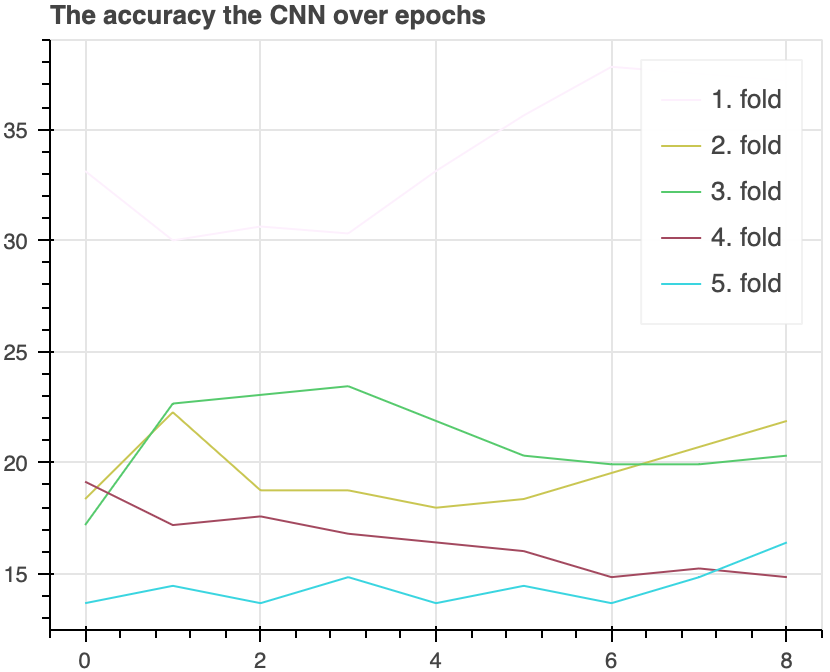 The accuracy the CNN over epochs
1. fold
2. fold
3. fold
4. fold
5. fold
35
30
25
20
15
0 2 4 6 8